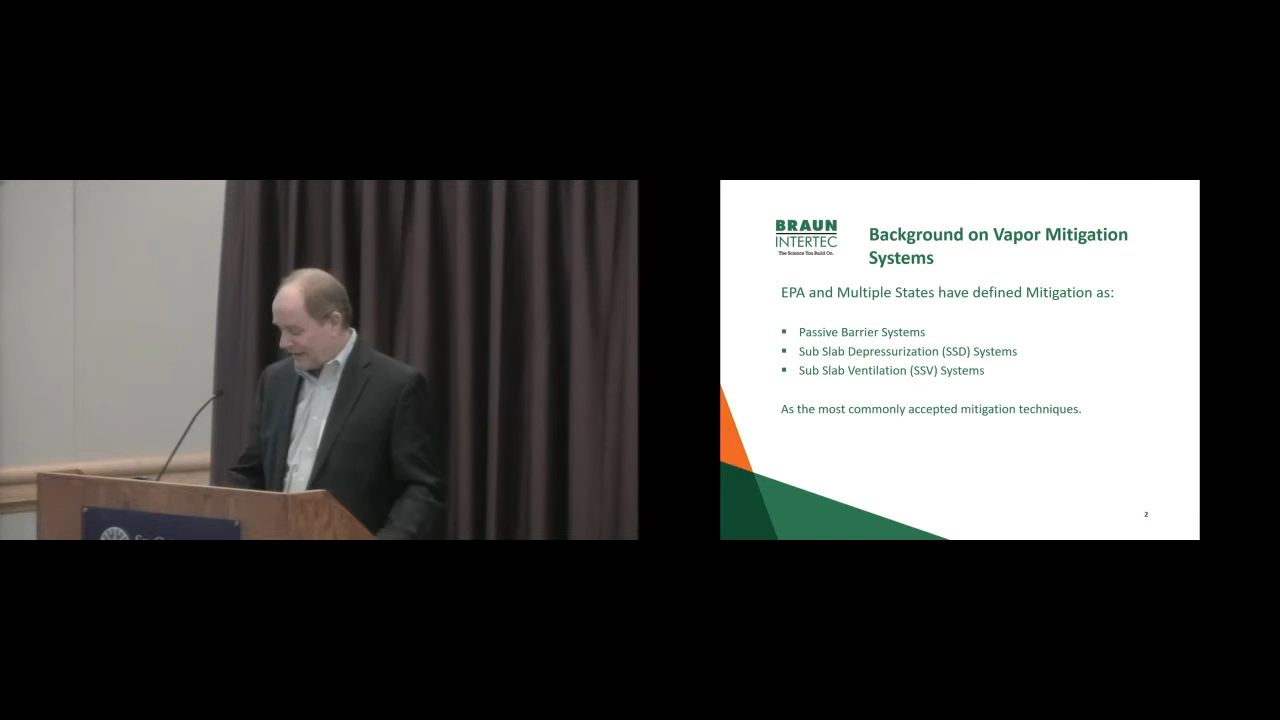 BRAUN
INTERTEC
The Science You Build On.
Background on Vapor Mitigation
Systems
EPA and Multiple States have defined Mitigation as:
▪ Passive Barrier Systems
▪ Sub Slab Depressurization (SSD) Systems
▪ Sub Slab Ventilation (SSV) Systems
As the most commonly accepted mitigation techniques.
2